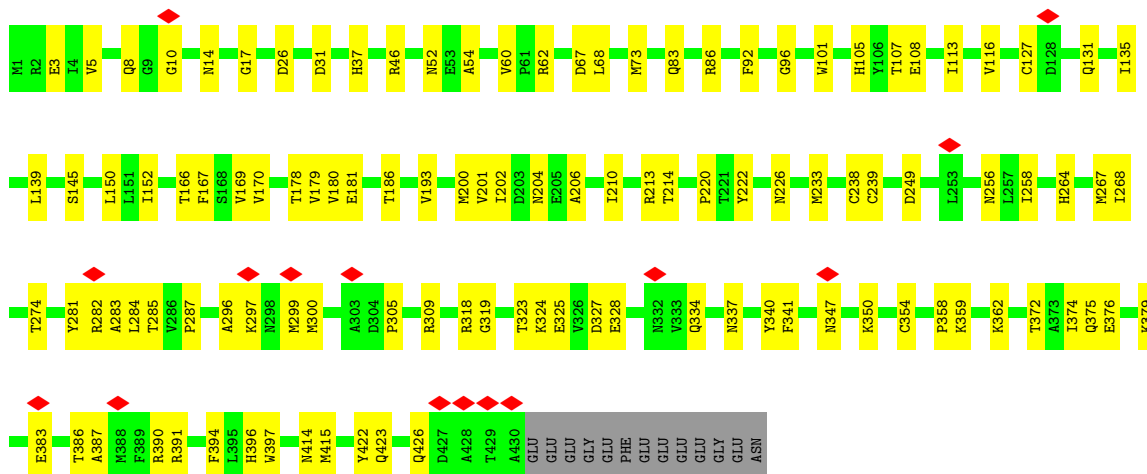 M1 R2 E3 I4 V5 Q8 G9 G10 N14 G17 D26 D31 H37 R46 N52 E53 A54 V60 P61 R62 D67 L68 M73 Q83 R86 F92 G96 W101 H105 Y106 T107 E108 I113 V116 C127 D128 Q131 I135
L139 S145 L150 L151 I152 T166 F167 S168 V169 V170 T178 V179 V180 E181 T186 V193 M200 V201 I202 D203 N204 E205 A206 I210 R213 T214 P220 T221 Y222 N226 M233 C238 C239 D249 L253 N256 L257 I258 H264 M267 I268
T274 Y281 R282 A283 L284 T285 V286 P287 A296 K297 N298 M299 M300 A303 D304 P305 R309 R318 G319 T323 K324 E325 V326 D327 E328 N332 V333 Q334 N337 Y340 F341 N347 K350 C354 P358 K359 K362 T372 A373 I374 Q375 E376 K379
E383 T386 A387 M388 F389 R390 R391 F394 L395 H396 W397 N414 M415 Y422 Q423 Q426 D427 A428 T429 A430 GLU GLU GLU GLY GLU PHE GLU GLU GLU GLU GLY GLU ASN